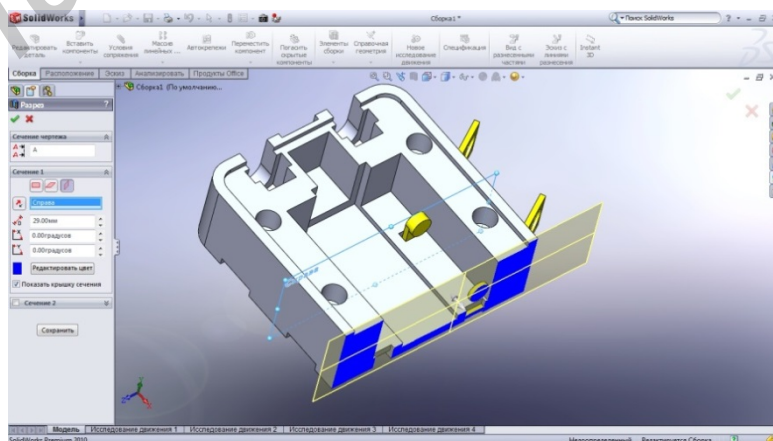 SolidWorks
Сборка1 *
Поиск SolidWorks
Редактировать деталь
Вставить компоненты
Условия сопряжения
Массив линейных ...
Автокрепежи
Переместить компонент
Погасить скрытые компоненты
Элементы сборки
Справочная геометрия
Новое исследование движения
Спецификация
Вид с разнесенными частями
Эскиз с линиями разнесения
Instant 3D
Сборка Расположение Эскиз Анализировать Продукты Office
Сборка1 (По умолчанию...
Разрез ?
Сечение чертежа
A
Сечение 1
Справа
29.00мм
0.00градусов
0.00градусов
Редактировать цвет
Показать крышку сечения
Сечение 2
Сохранить
Модель Исследование движения 1 Исследование движения 2 Исследование движения 3 Исследование движения 4
SolidWorks Premium 2010
Недоопределенный Редактируется Сборка